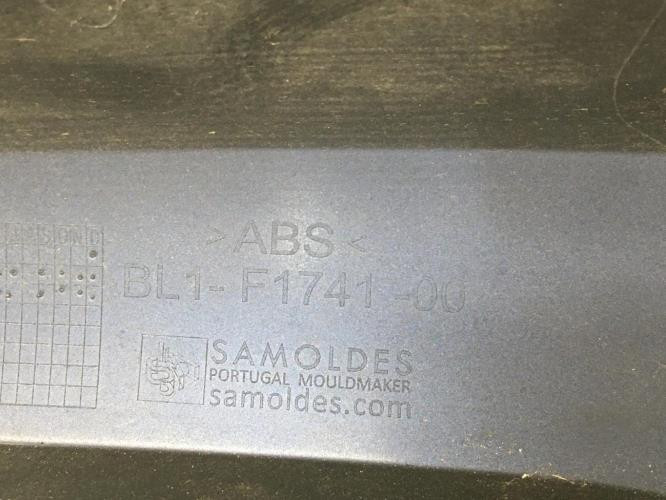 >ABS<
BL1- F1741 -00
SAMOLDES
PORTUGAL MOULDMAKER
samoldes.com